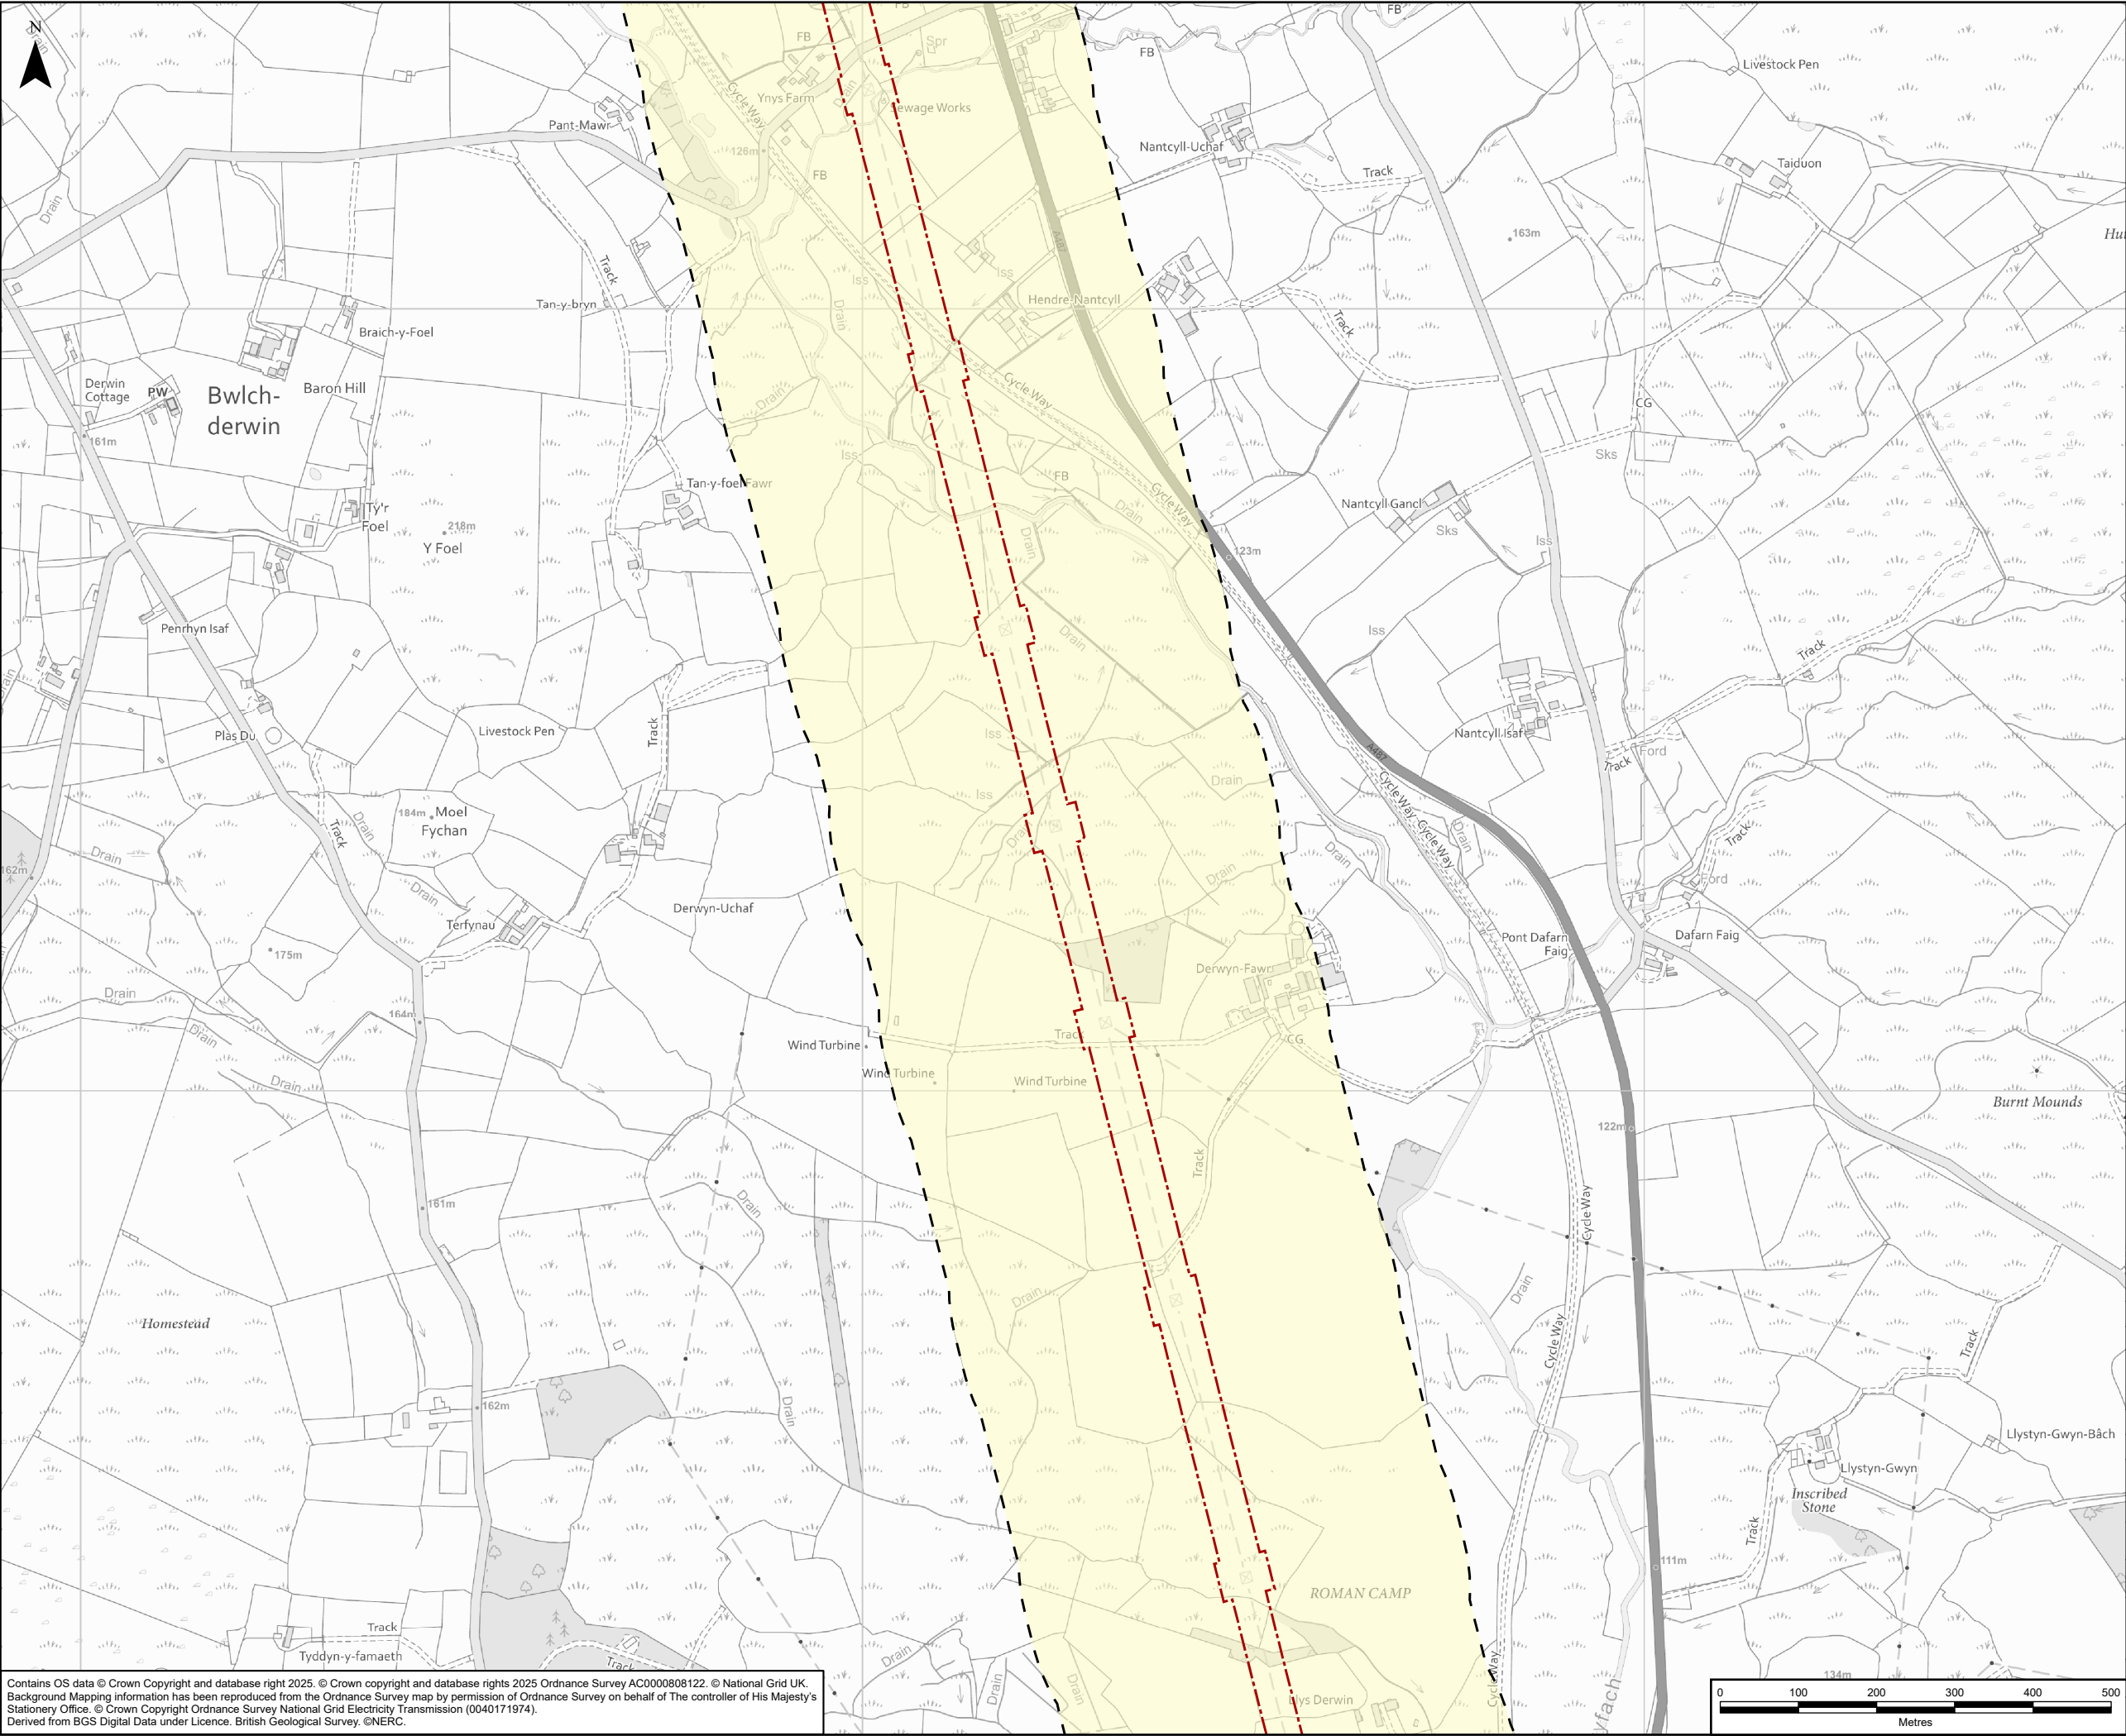 N
Drain
FB
FB
FB
Spr
FB
Livestock Pen
Cycle Way
Ynys Farm
Drain
Sewage Works
Pant-Mawr
126m
FB
Nantcyll-Uchaf
Track
Taiduon
Drain
163m
A487
Track
Iss
Iss
Tan-y-bryn
Drain
Hendre-Nantcyll
Track
Braich-y-Foel
Derwin
Cottage
PW
Baron Hill
Bwlch-
derwin
Drain
Cycle Way
CG
161m
Sks
Iss
Tan-y-foel Fawr
FB
Cycle Way
Drain
Nantcyll Ganol
Sks
Ty'r
Foel
218m
Y Foel
Drain
123m
Iss
Penrhyn Isaf
Drain
Iss
Track
Plas Du
Livestock Pen
Track
Iss
Nantcyll Isaf
Ford
Track
A487
Drain
Iss
184m
Moel
Fychan
Track
Drain
Drain
Cycle Way
Cycle Way
Drain
Track
Drain
162m
Drain
Drain
Drain
Ford
Derwyn-Uchaf
Terfynau
Pont Dafarn
Faig
Dafarn Faig
175m
Derwyn-Fawr
Drain
164m
Drain
Track
CG
Wind Turbine
Wind Turbine
Wind Turbine
Drain
Burnt Mounds
122m
Track
161m
Drain
Cycle Way
Drain
Drain
Homestead
Cycle Way
Track
162m
Drain
Llystyn-Gwyn-Bâch
Llystyn-Gwyn
Inscribed
Stone
Track
111m
ROMAN CAMP
Track
Tyddyn-y-famaeth
Track
Drain
Drain
Drain
Llys Derwin
Cycle Way
yfach
134m
Contains OS data © Crown Copyright and database right 2025. © Crown copyright and database rights 2025 Ordnance Survey AC0000808122. © National Grid UK.
Background Mapping information has been reproduced from the Ordnance Survey map by permission of Ordnance Survey on behalf of The controller of His Majesty's
Stationery Office. © Crown Copyright Ordnance Survey National Grid Electricity Transmission (0040171974).
Derived from BGS Digital Data under Licence. British Geological Survey. ©NERC.
0 100 200 300 400 500
Metres